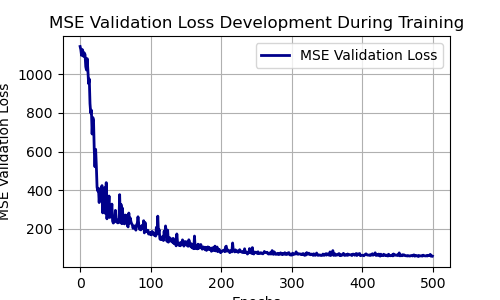 MSE Validation Loss Development During Training
MSE Validation Loss
MSE Validation Loss
1000
800
600
400
200
0
100
200
300
400
500
Epochs